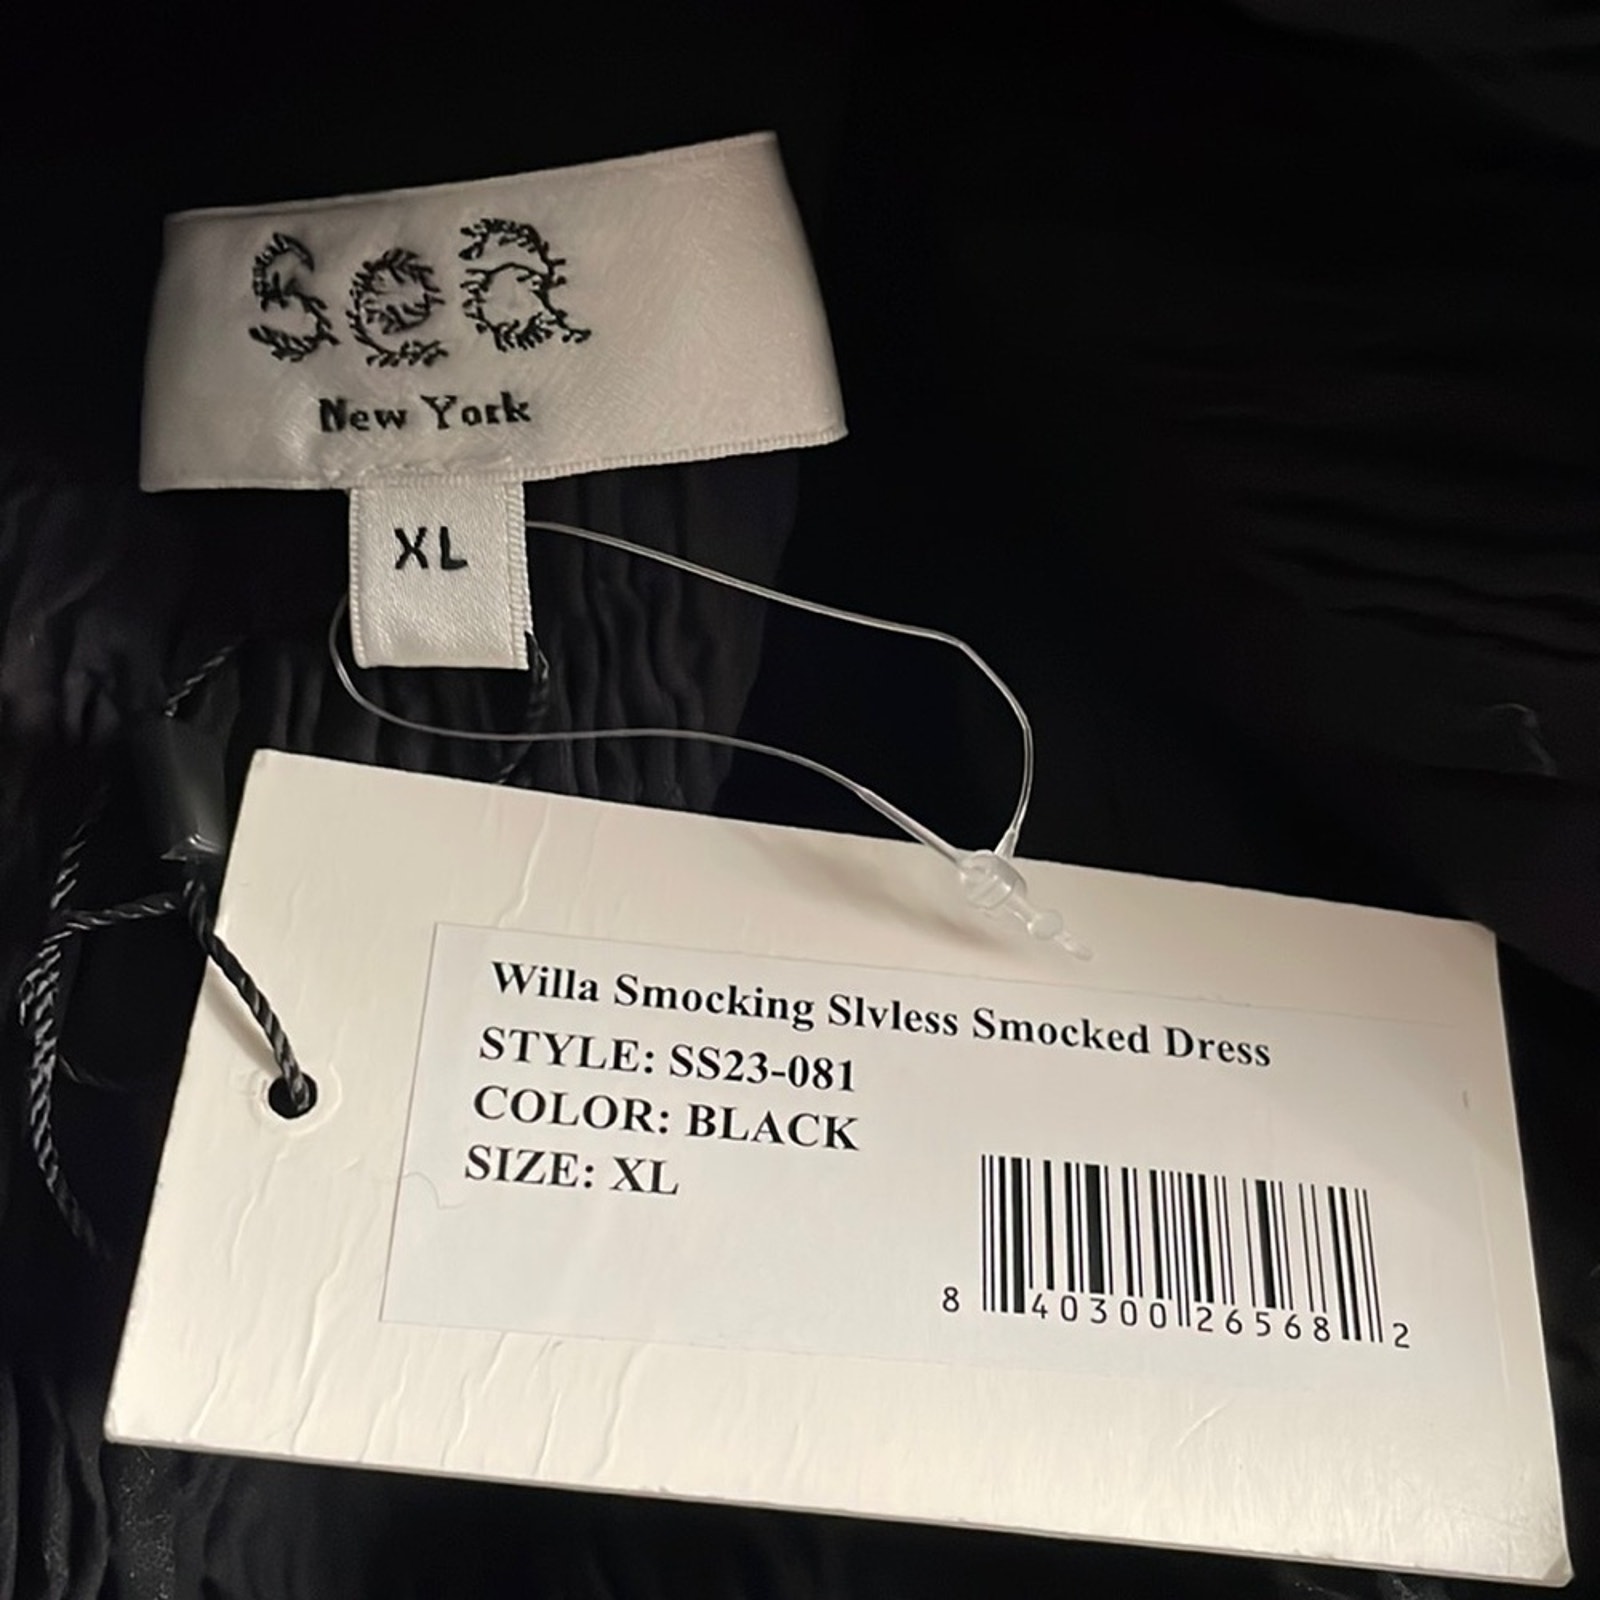 Sea
New York
XL
Willa Smocking Slvless Smocked Dress
STYLE: SS23-081
COLOR: BLACK
SIZE: XL
8 40300 26568 2